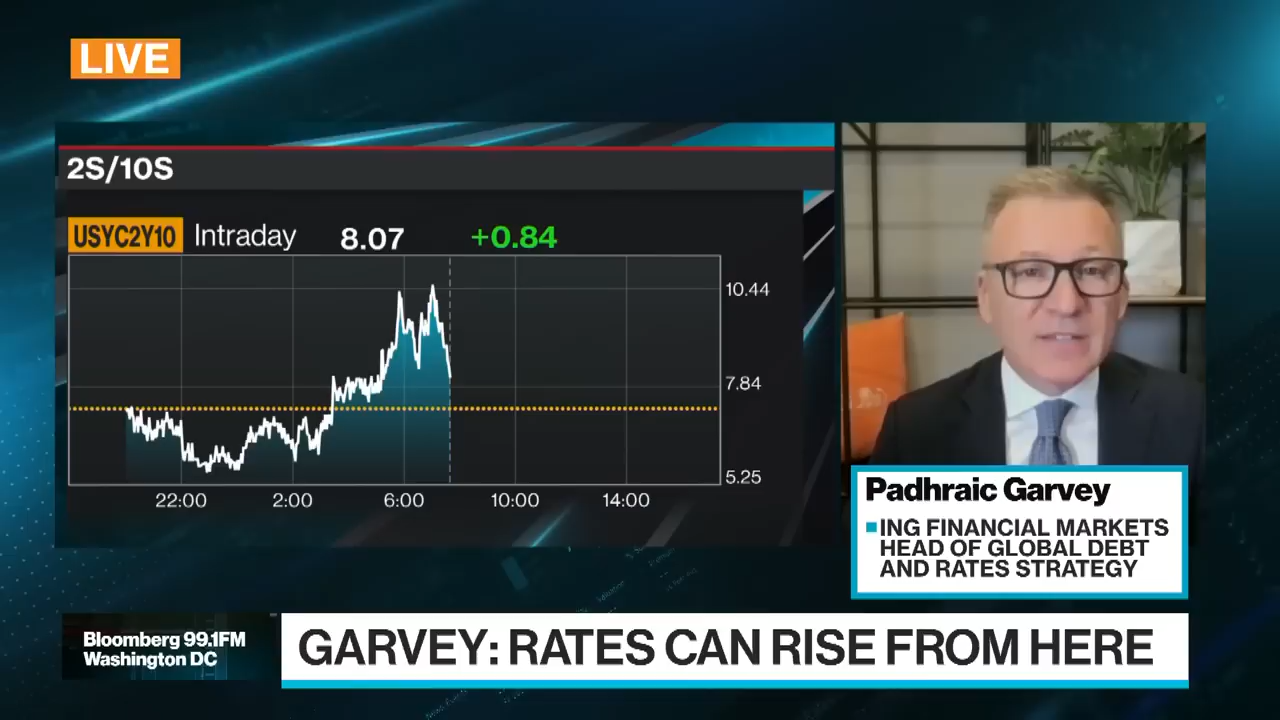 LIVE
2S/10S
USYC2Y10 Intraday 8.07 +0.84
10.44
7.84
5.25
22:00 2:00 6:00 10:00 14:00
Padhraic Garvey
ING FINANCIAL MARKETS
HEAD OF GLOBAL DEBT
AND RATES STRATEGY
Bloomberg 99.1FM
Washington DC
GARVEY: RATES CAN RISE FROM HERE